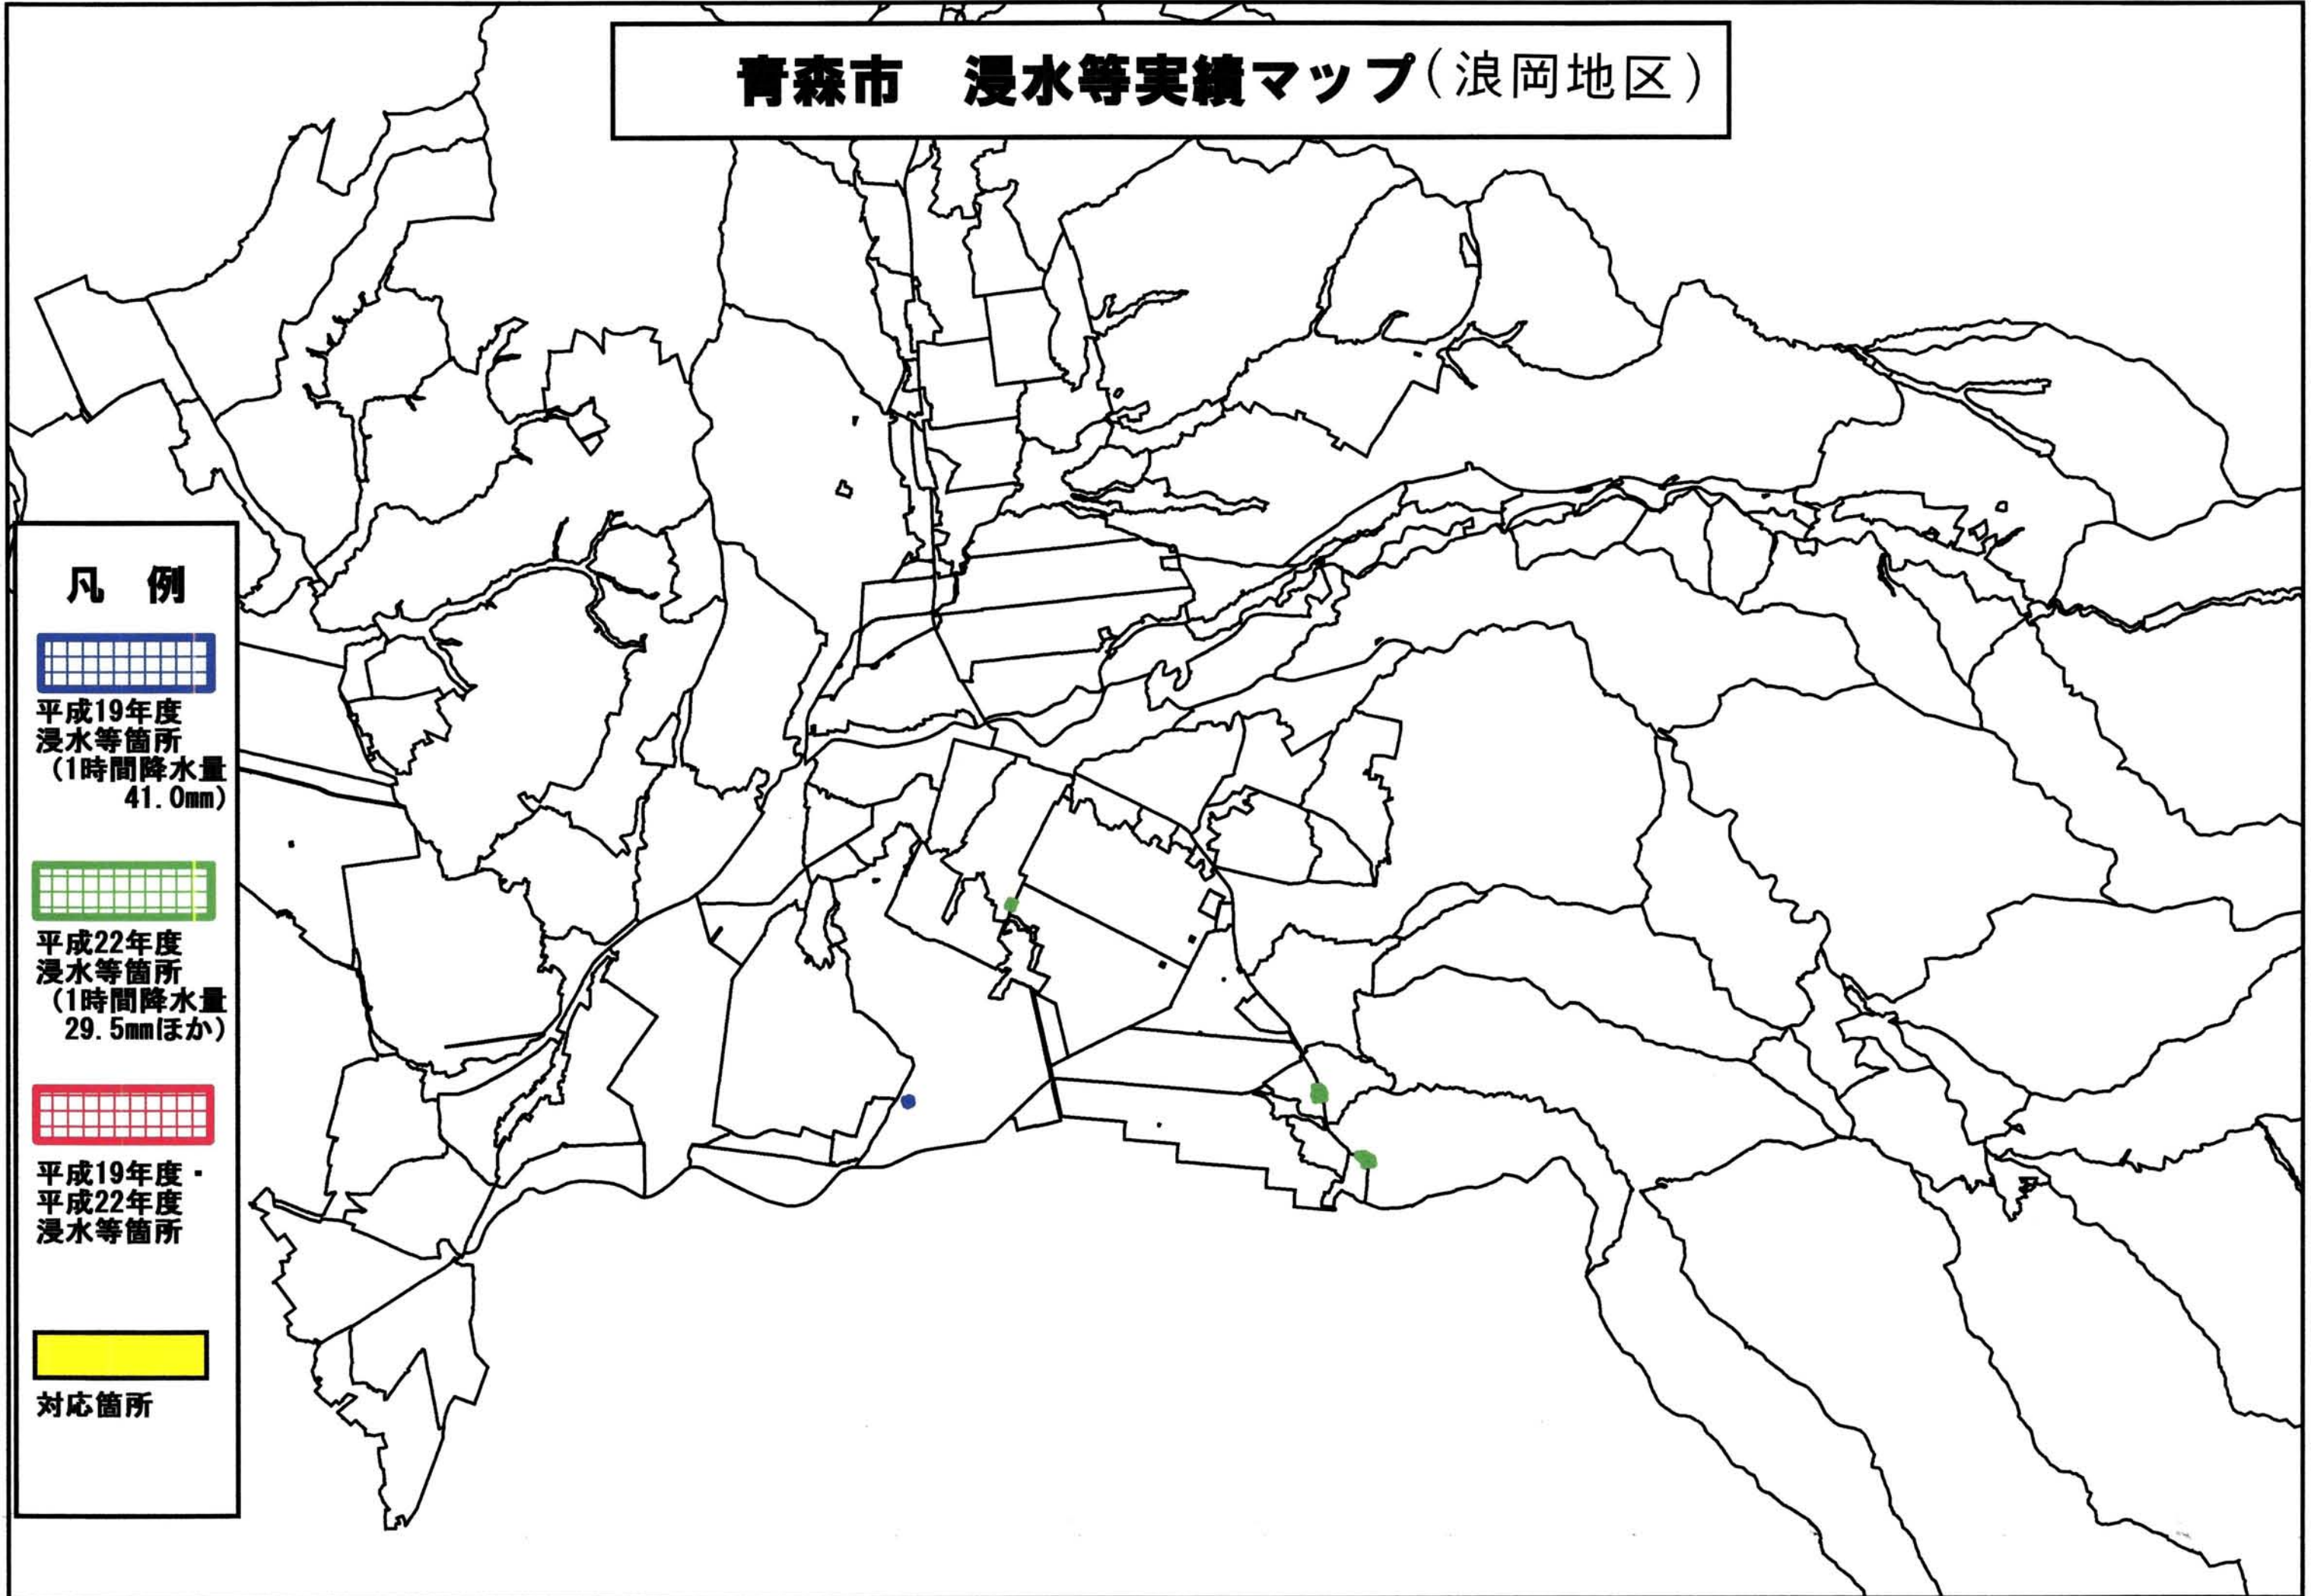 青森市　浸水等実績マップ（浪岡地区）
凡　例
平成19年度
浸水等箇所
（1時間降水量
41.0mm）
平成22年度
浸水等箇所
（1時間降水量
29.5mmほか）
平成19年度・
平成22年度
浸水等箇所
対応箇所